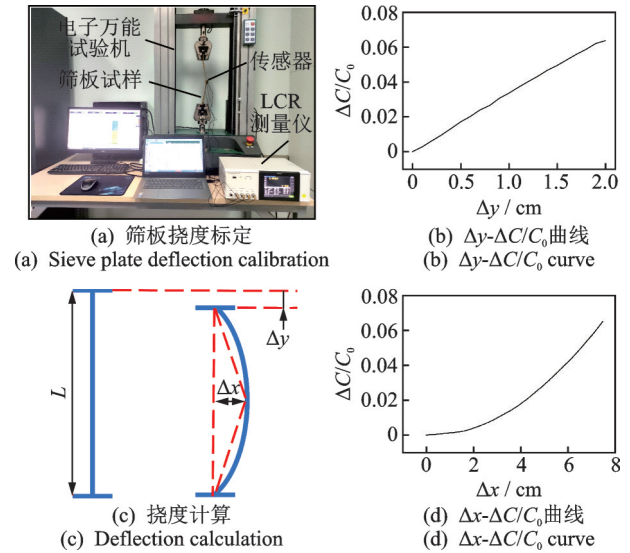 电子万能
试验机
筛板试样
传感器
LCR
测量仪
(a) 筛板挠度标定
(a) Sieve plate deflection calibration
ΔC/C₀
0.08
0.06
0.04
0.02
0
0 0.5 1.0 1.5 2.0
Δy / cm
(b) Δy-ΔC/C₀曲线
(b) Δy-ΔC/C₀ curve
L
Δy
Δx
(c) 挠度计算
(c) Deflection calculation
ΔC/C₀
0.08
0.06
0.04
0.02
0
0 2 4 6 8
Δx / cm
(d) Δx-ΔC/C₀曲线
(d) Δx-ΔC/C₀ curve